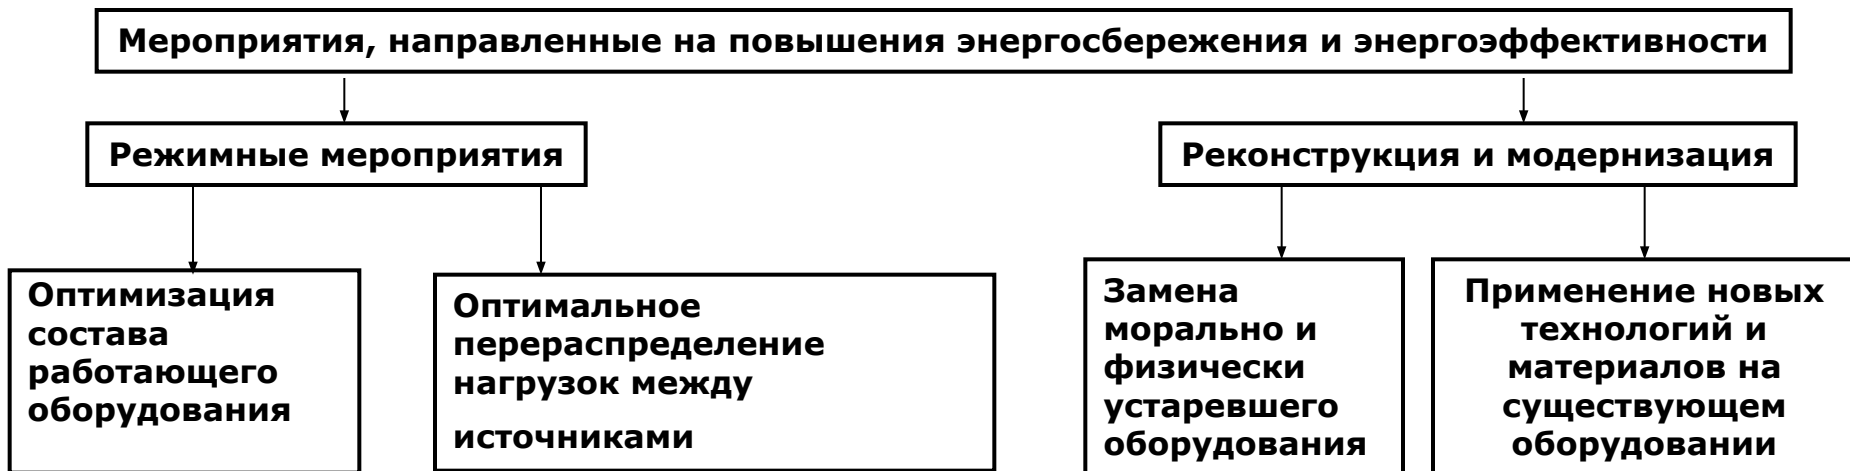 Мероприятия, направленные на повышения энергосбережения и энергоэффективности
Режимные мероприятия
Реконструкция и модернизация
Оптимизация
состава
работающего
оборудования
Оптимальное
перераспределение
нагрузок между
источниками
Замена
морально и
физически
устаревшего
оборудования
Применение новых
технологий и
материалов на
существующем
оборудовании